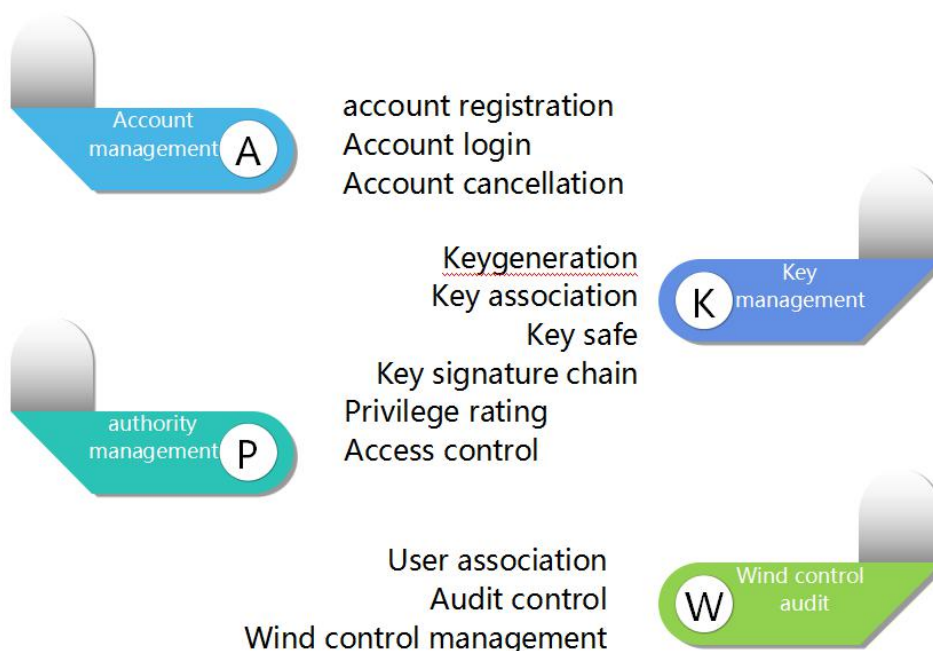 Account
management
A
account registration
Account login
Account cancellation
Keygeneration
Key association
Key safe
Key signature chain
Key
management
K
authority
management
P
Privilege rating
Access control
User association
Audit control
Wind control management
Wind control
audit
W